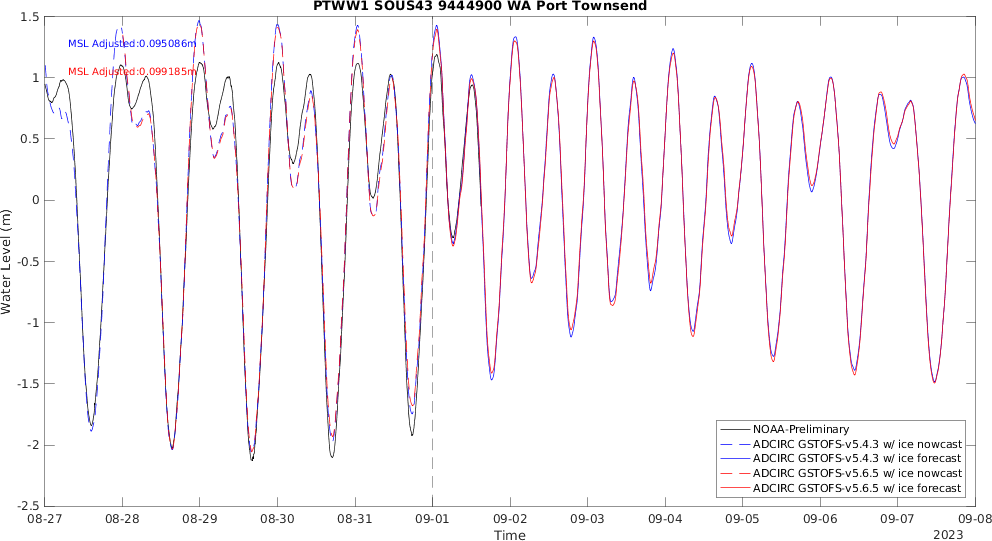 PTWW1 SOUS43 9444900 WA Port Townsend
1.5
1
0.5
0
-0.5
-1
-1.5
-2
-2.5
Water Level (m)
MSL Adjusted:0.095086m
MSL Adjusted:0.099185m
NOAA-Preliminary
ADCIRC GSTOFS-v5.4.3 w/ ice nowcast
ADCIRC GSTOFS-v5.4.3 w/ ice forecast
ADCIRC GSTOFS-v5.6.5 w/ ice nowcast
ADCIRC GSTOFS-v5.6.5 w/ ice forecast
08-27 08-28 08-29 08-30 08-31 09-01 09-02 09-03 09-04 09-05 09-06 09-07 09-08
Time
2023